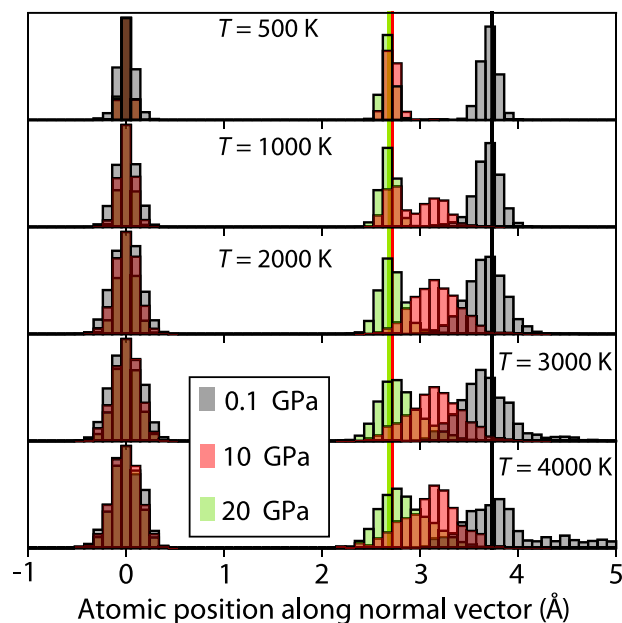 T = 500 K
T = 1000 K
T = 2000 K
T = 3000 K
0.1 GPa
10 GPa
20 GPa
T = 4000 K
-1 0 1 2 3 4 5
Atomic position along normal vector (Å)